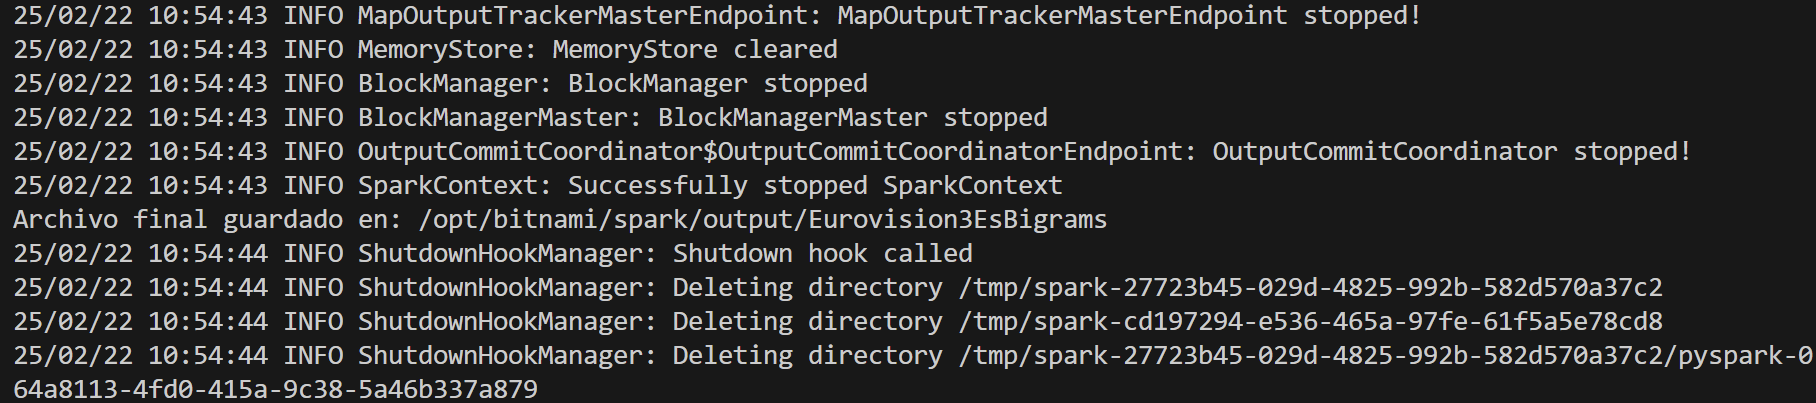 25/02/22 10:54:43 INFO MapOutputTrackerMasterEndpoint: MapOutputTrackerMasterEndpoint stopped!
25/02/22 10:54:43 INFO MemoryStore: MemoryStore cleared
25/02/22 10:54:43 INFO BlockManager: BlockManager stopped
25/02/22 10:54:43 INFO BlockManagerMaster: BlockManagerMaster stopped
25/02/22 10:54:43 INFO OutputCommitCoordinator$OutputCommitCoordinatorEndpoint: OutputCommitCoordinator stopped!
25/02/22 10:54:43 INFO SparkContext: Successfully stopped SparkContext
Archivo final guardado en: /opt/bitnami/spark/output/Eurovision3EsBigrams
25/02/22 10:54:44 INFO ShutdownHookManager: Shutdown hook called
25/02/22 10:54:44 INFO ShutdownHookManager: Deleting directory /tmp/spark-27723b45-029d-4825-992b-582d570a37c2
25/02/22 10:54:44 INFO ShutdownHookManager: Deleting directory /tmp/spark-cd197294-e536-465a-97fe-61f5a5e78cd8
25/02/22 10:54:44 INFO ShutdownHookManager: Deleting directory /tmp/spark-27723b45-029d-4825-992b-582d570a37c2/pyspark-0
64a8113-4fd0-415a-9c38-5a46b337a879